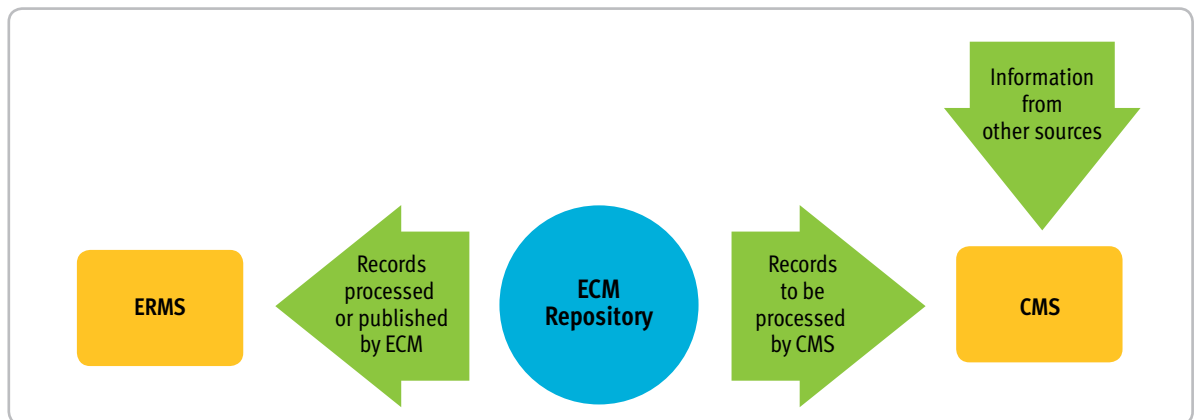 Information
from
other sources
ERMS
Records
processed
or published
by ECM
ECM
Repository
Records
to be
processed
by CMS
CMS